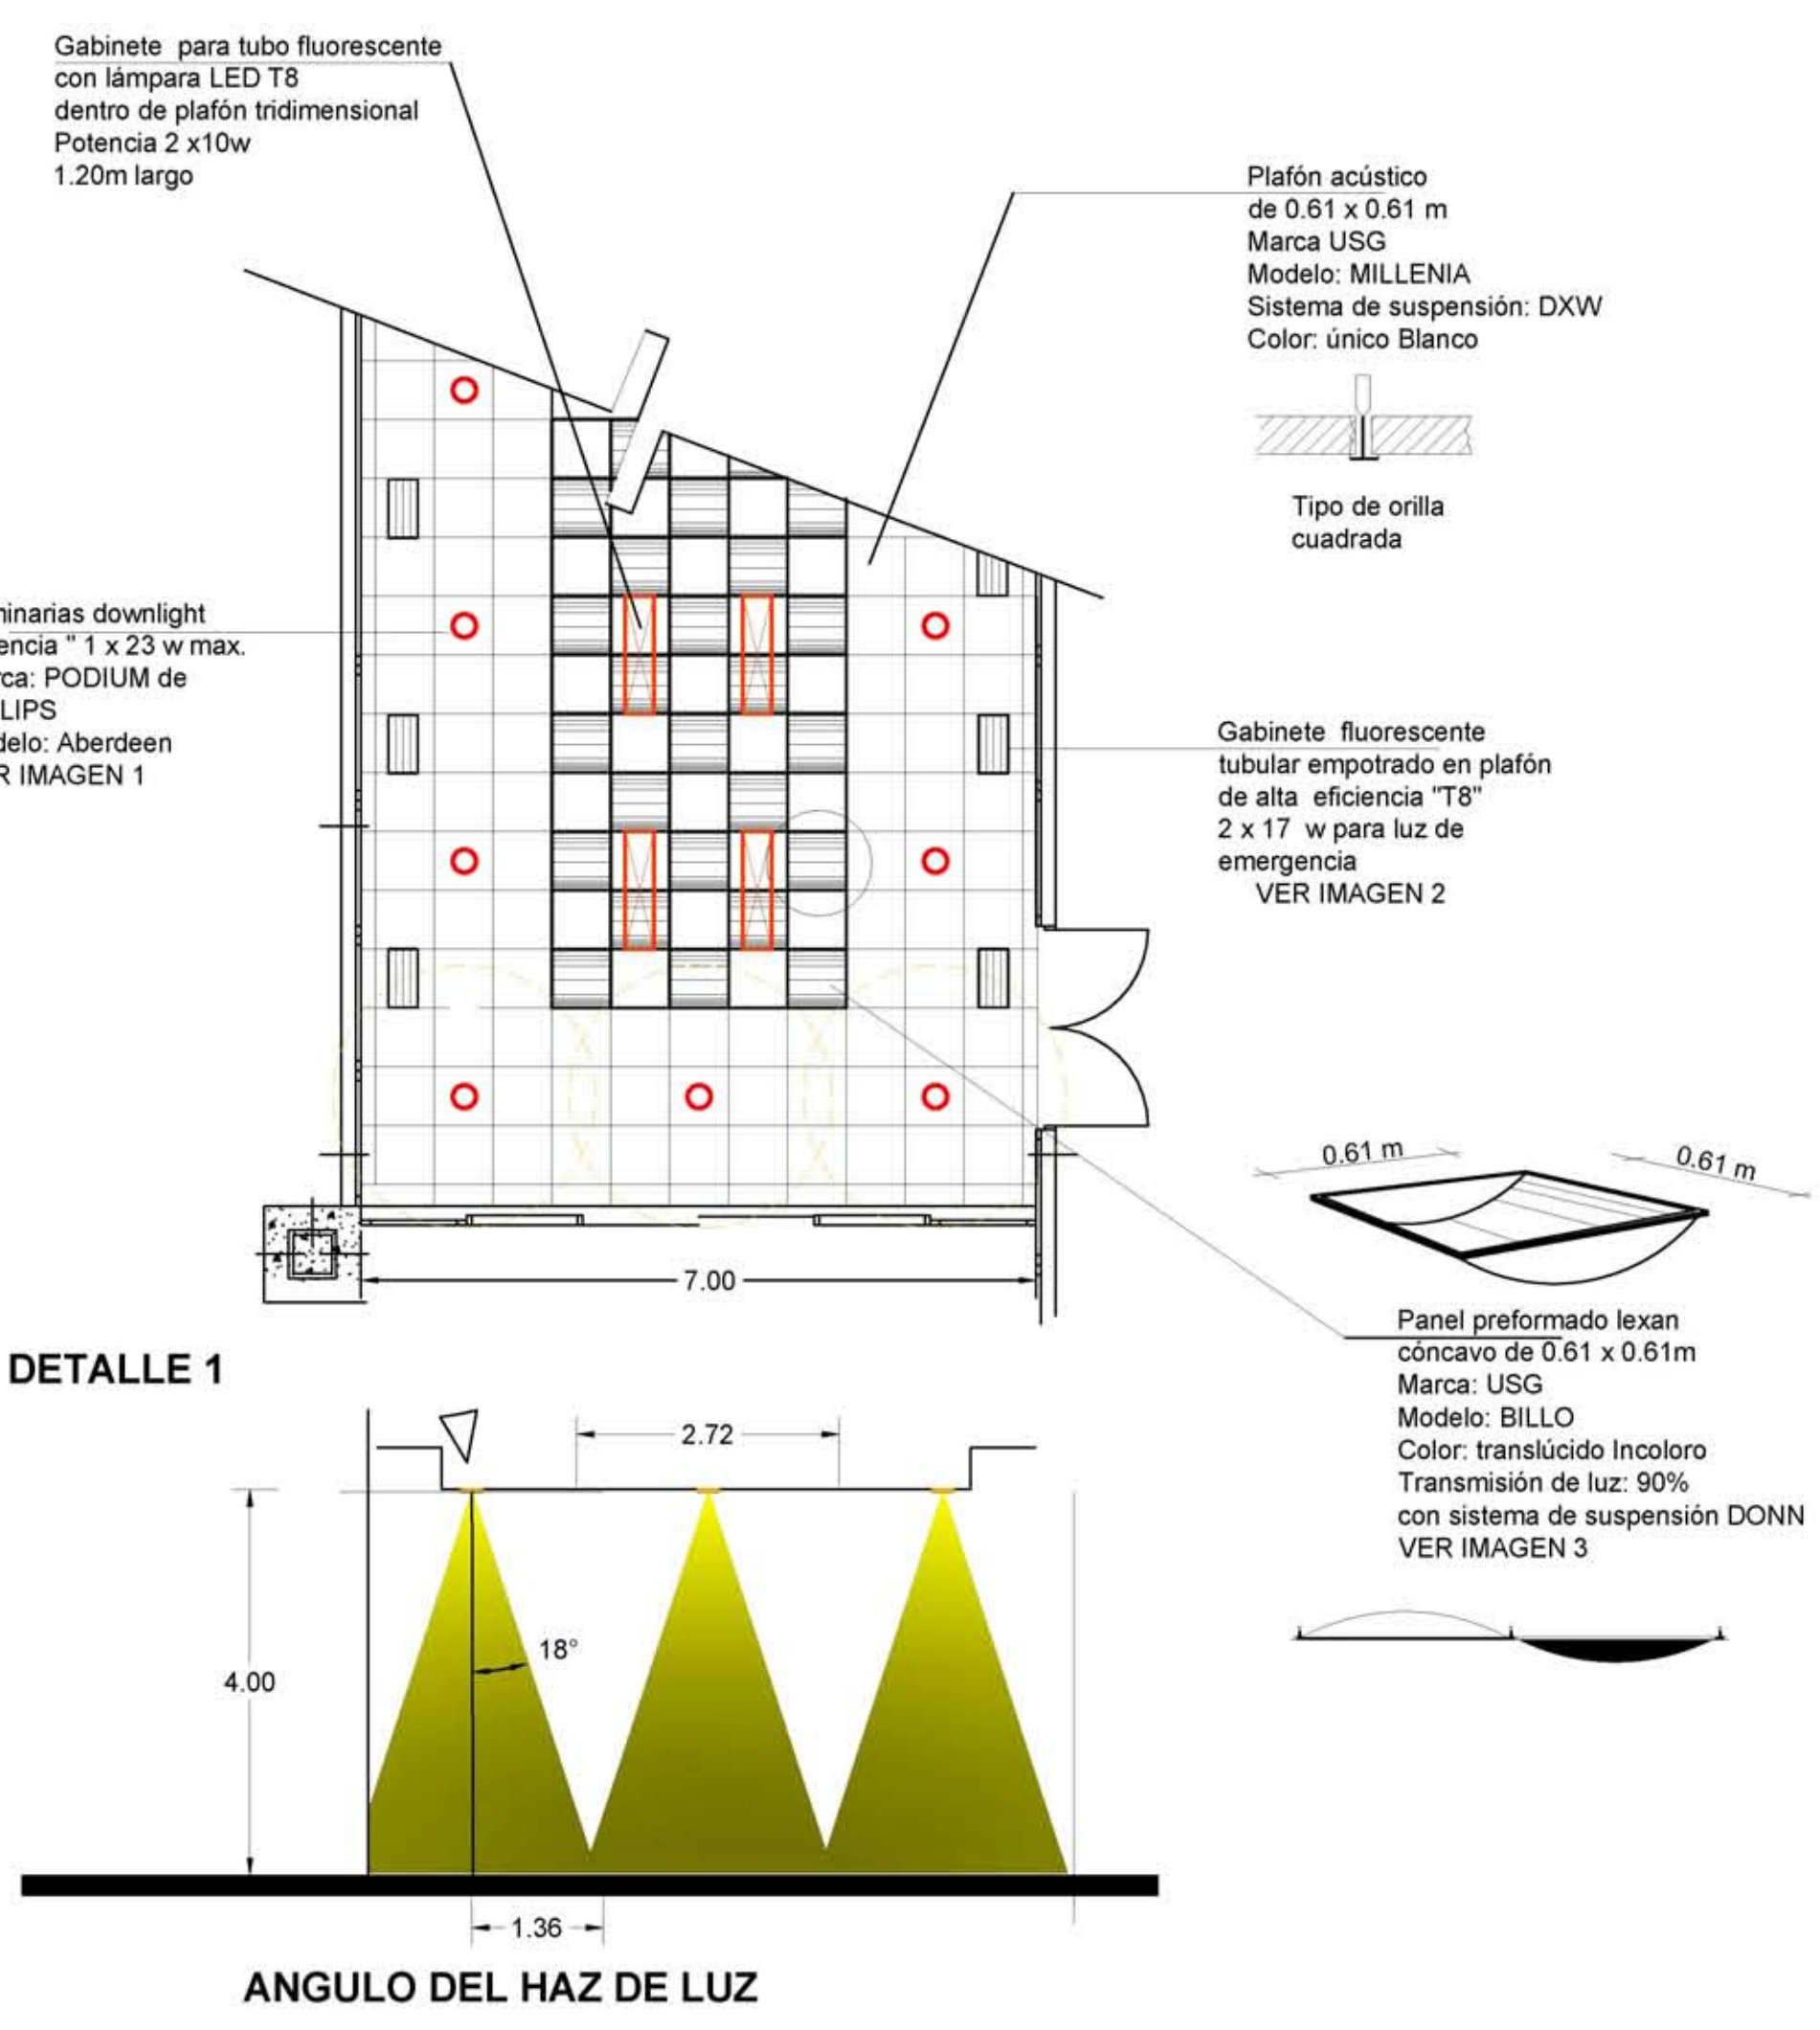 Gabinete para tubo fluorescente
con lámpara LED T8
dentro de plafón tridimensional
Potencia 2 x10w
1.20m largo
Plafón acústico
de 0.61 x 0.61 m
Marca USG
Modelo: MILLENIA
Sistema de suspensión: DXW
Color: único Blanco
Tipo de orilla
cuadrada
downlight
" 1 x 23 w max.
PODIUM de
Aberdeen
IMAGEN 1
Gabinete fluorescente
tubular empotrado en plafón
de alta eficiencia "T8"
2 x 17 w para luz de
emergencia
VER IMAGEN 2
7.00
0.61 m
0.61 m
Panel preformado lexan
cóncavo de 0.61 x 0.61m
Marca: USG
Modelo: BILLO
Color: translúcido Incoloro
Transmisión de luz: 90%
con sistema de suspensión DONN
VER IMAGEN 3
DETALLE 1
2.72
18°
4.00
1.36
ANGULO DEL HAZ DE LUZ